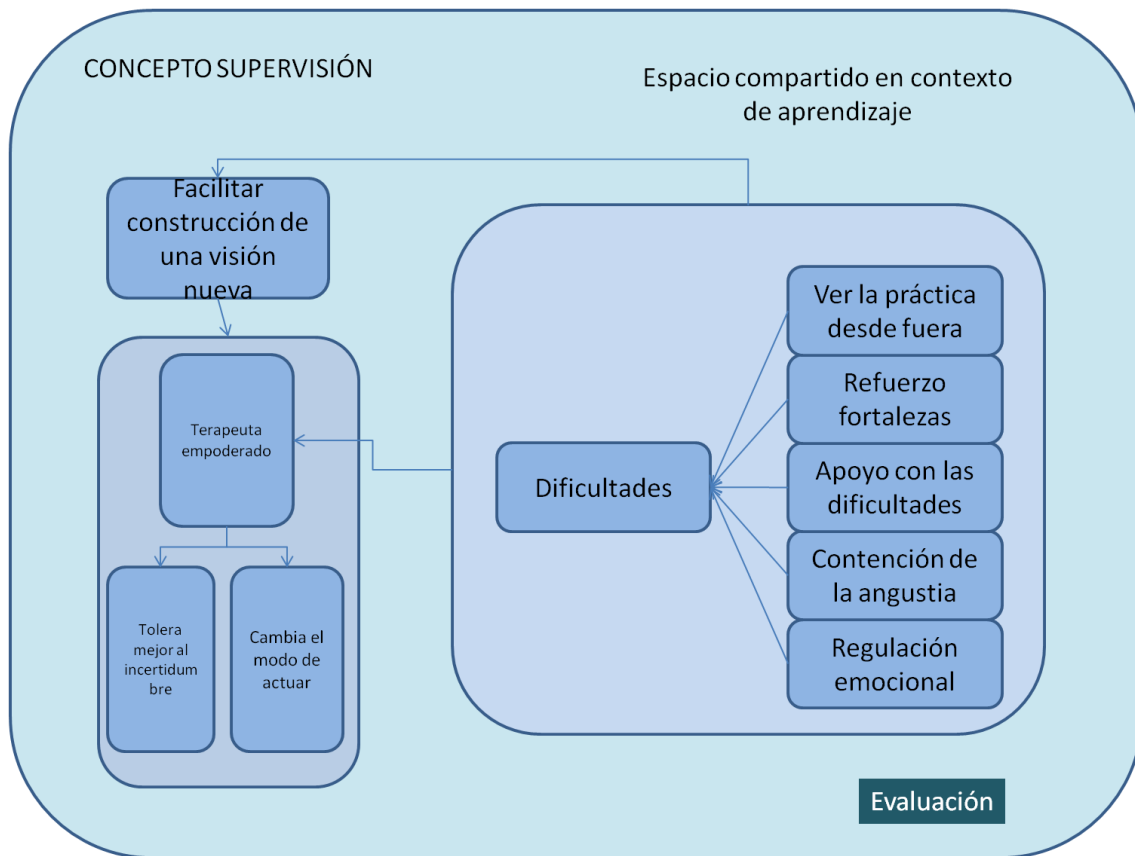 CONCEPTO SUPERVISIÓN
Espacio compartido en contexto
de aprendizaje
Facilitar
construcción de
una visión
nueva
Terapeuta
empoderado
Tolera
mejor al
incertidum
bre
Cambia el
modo de
actuar
Dificultades
Ver la práctica
desde fuera
Refuerzo
fortalezas
Apoyo con las
dificultades
Contención de
la angustia
Regulación
emocional
Evaluación